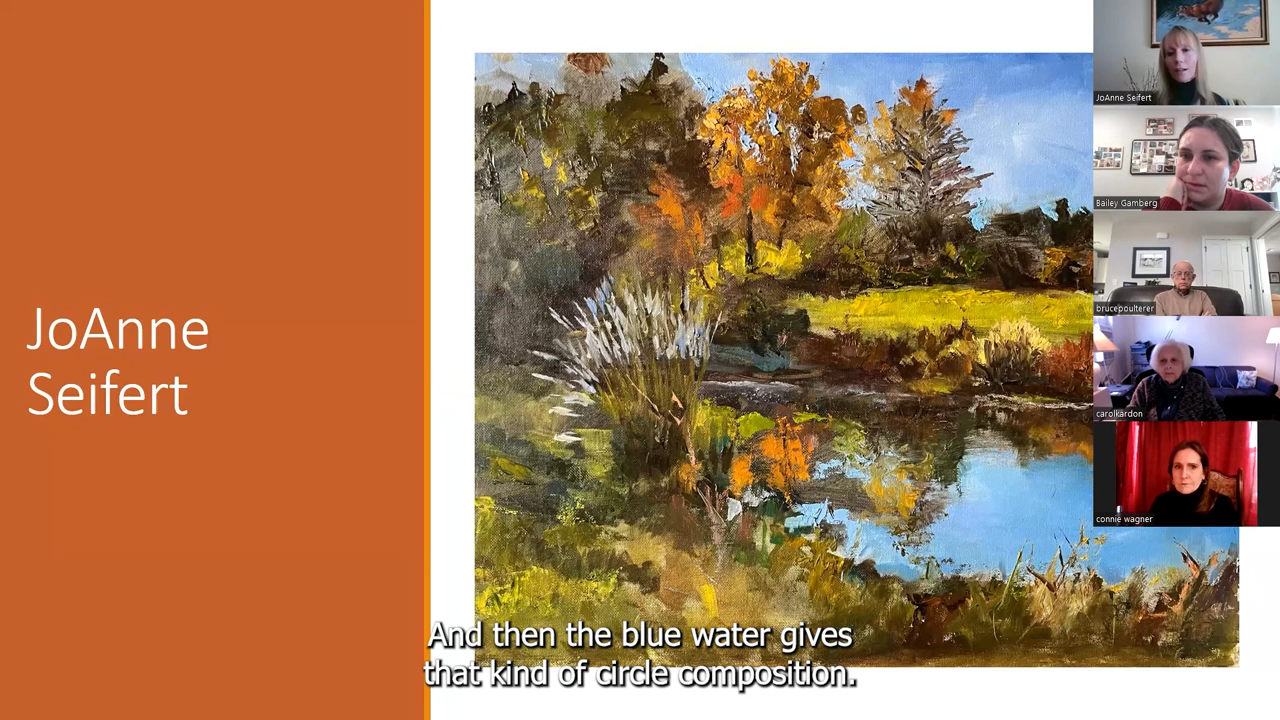 JoAnne
Seifert
JoAnne Seifert
Bailey Gamberg
brucepoulterer
carolkardon
connie wagner
And then the blue water gives
that kind of circle composition.